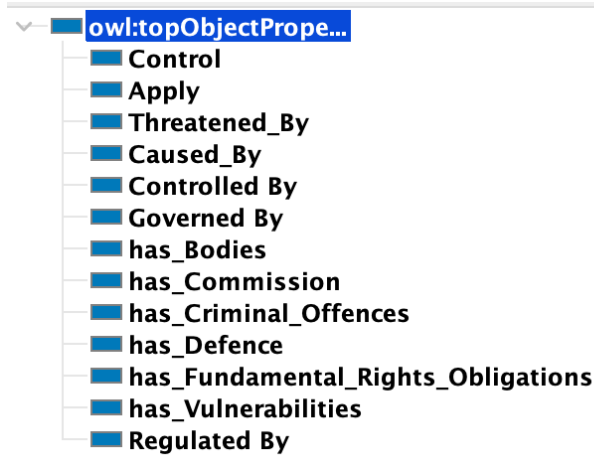 owl:topObjectPrope...
Control
Apply
Threatened_By
Caused_By
Controlled By
Governed By
has_Bodies
has_Commission
has_Criminal_Offences
has_Defence
has_Fundamental_Rights_Obligations
has_Vulnerabilities
Regulated By